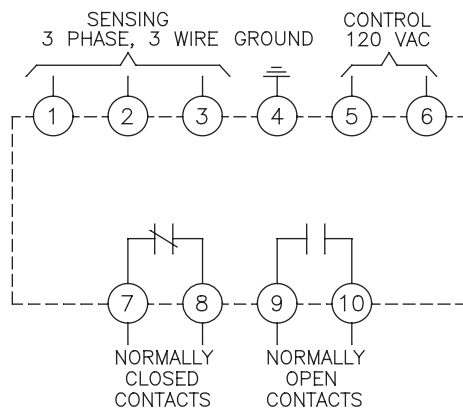 SENSING
3 PHASE, 3 WIRE GROUND
CONTROL
120 VAC
1 2 3 4 5 6
7 8 9 10
NORMALLY
CLOSED
CONTACTS
NORMALLY
OPEN
CONTACTS